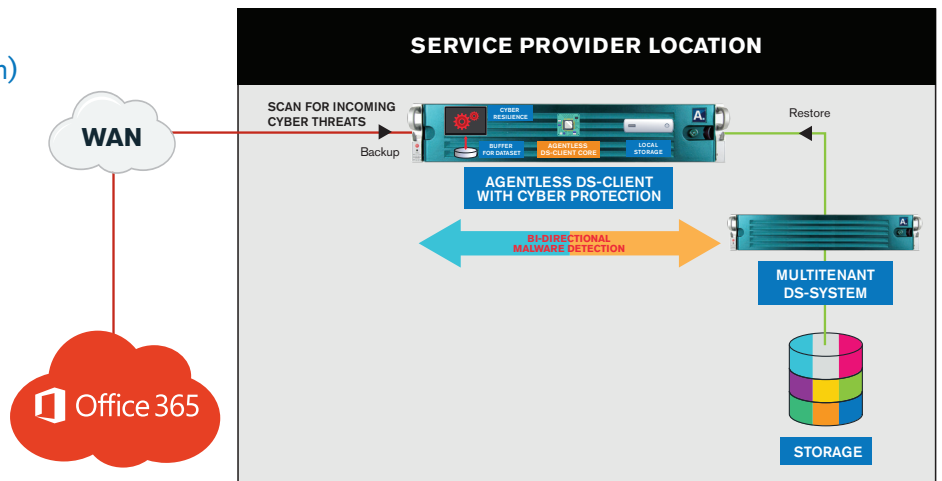 SERVICE PROVIDER LOCATION
n)
WAN
SCAN FOR INCOMING
CYBER THREATS
Backup
CYBER
RESILIENCE
BUFFER
FOR DATASET
AGENTLESS
DS-CLIENT CORE
LOCAL
STORAGE
A.
Restore
AGENTLESS DS-CLIENT
WITH CYBER PROTECTION
BI-DIRECTIONAL
MALWARE DETECTION
A.
MULTITENANT
DS-SYSTEM
Office 365
STORAGE